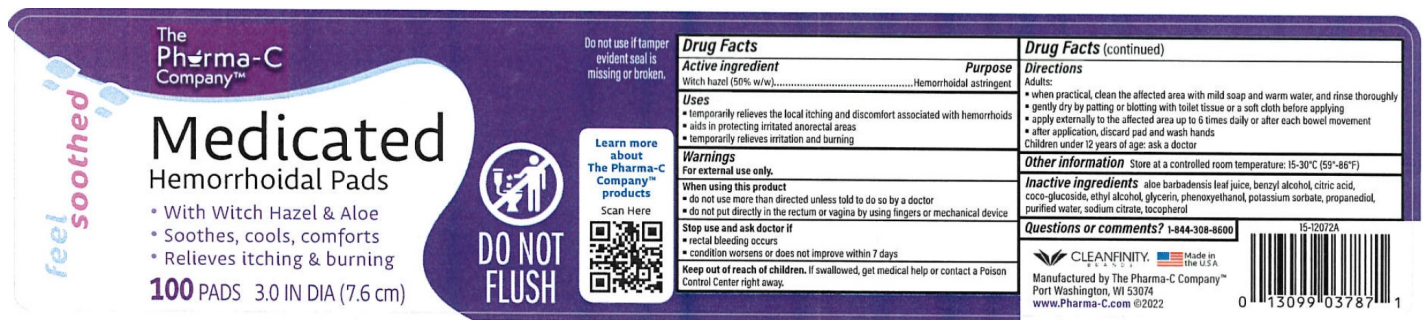 feel
soothed
The
Pharma-C
Company™
Medicated
Hemorrhoidal Pads
• With Witch Hazel & Aloe
• Soothes, cools, comforts
• Relieves itching & burning
100 PADS 3.0 IN DIA (7.6 cm)
DO NOT
FLUSH
Do not use if tamper
evident seal is
missing or broken.
Learn more
about
The Pharma-C
Company™
products
Scan Here
Drug Facts
Active ingredient Purpose
Witch hazel (50% w/w)..........................................Hemorrhoidal astringent
Uses
▪ temporarily relieves the local itching and discomfort associated with hemorrhoids
▪ aids in protecting irritated anorectal areas
▪ temporarily relieves irritation and burning
Warnings
For external use only.
When using this product
▪ do not use more than directed unless told to do so by a doctor
▪ do not put directly in the rectum or vagina by using fingers or mechanical device
Stop use and ask doctor if
▪ rectal bleeding occurs
▪ condition worsens or does not improve within 7 days
Keep out of reach of children. If swallowed, get medical help or contact a Poison
Control Center right away.
Drug Facts (continued)
Directions
Adults:
▪ when practical, clean the affected area with mild soap and warm water, and rinse thoroughly
▪ gently dry by patting or blotting with toilet tissue or a soft cloth before applying
▪ apply externally to the affected area up to 6 times daily or after each bowel movement
▪ after application, discard pad and wash hands
Children under 12 years of age: ask a doctor
Other information Store at a controlled room temperature: 15-30°C (59°-86°F)
Inactive ingredients aloe barbadensis leaf juice, benzyl alcohol, citric acid,
coco-glucoside, ethyl alcohol, glycerin, phenoxyethanol, potassium sorbate, propanediol,
purified water, sodium citrate, tocopherol
Questions or comments? 1-844-308-8600
CLEANFINITY.
BRANDS
Made in
the U.S.A.
Manufactured by The Pharma-C Company™
Port Washington, WI 53074
www.Pharma-C.com ©2022
15-12072A
0 13099 03787 1